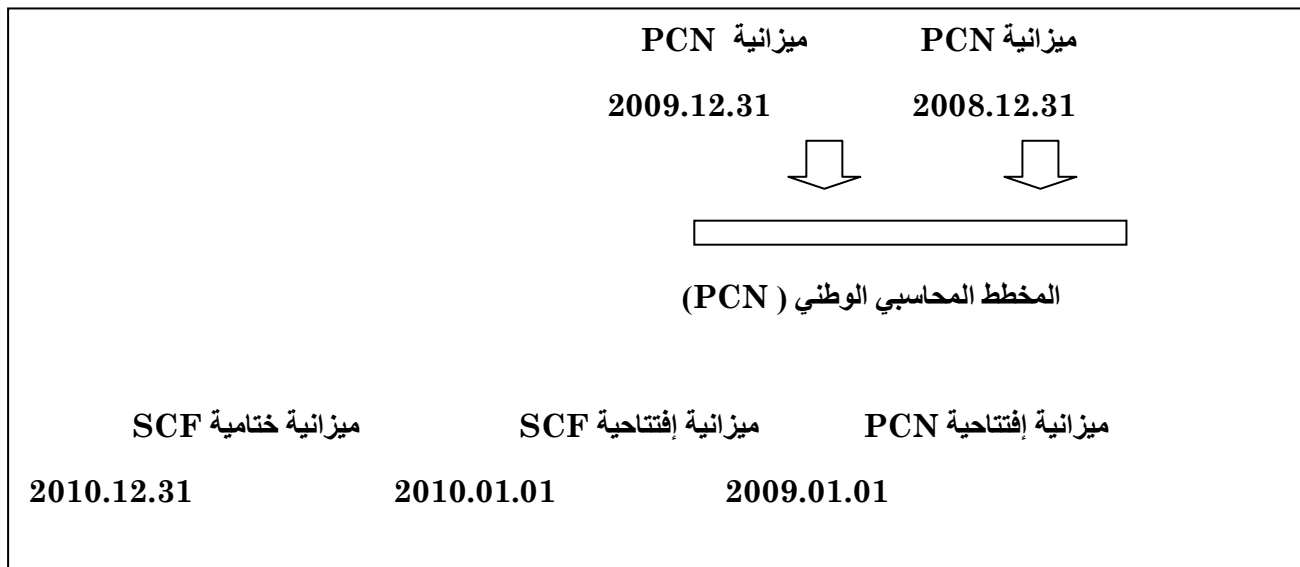 ميزانية PCN ميزانية PCN
2008.12.31 2009.12.31
المخطط المحاسبي الوطني ( PCN)
ميزانية إفتتاحية PCN ميزانية إفتتاحية SCF ميزانية ختامية SCF
2009.01.01 2010.01.01 2010.12.31